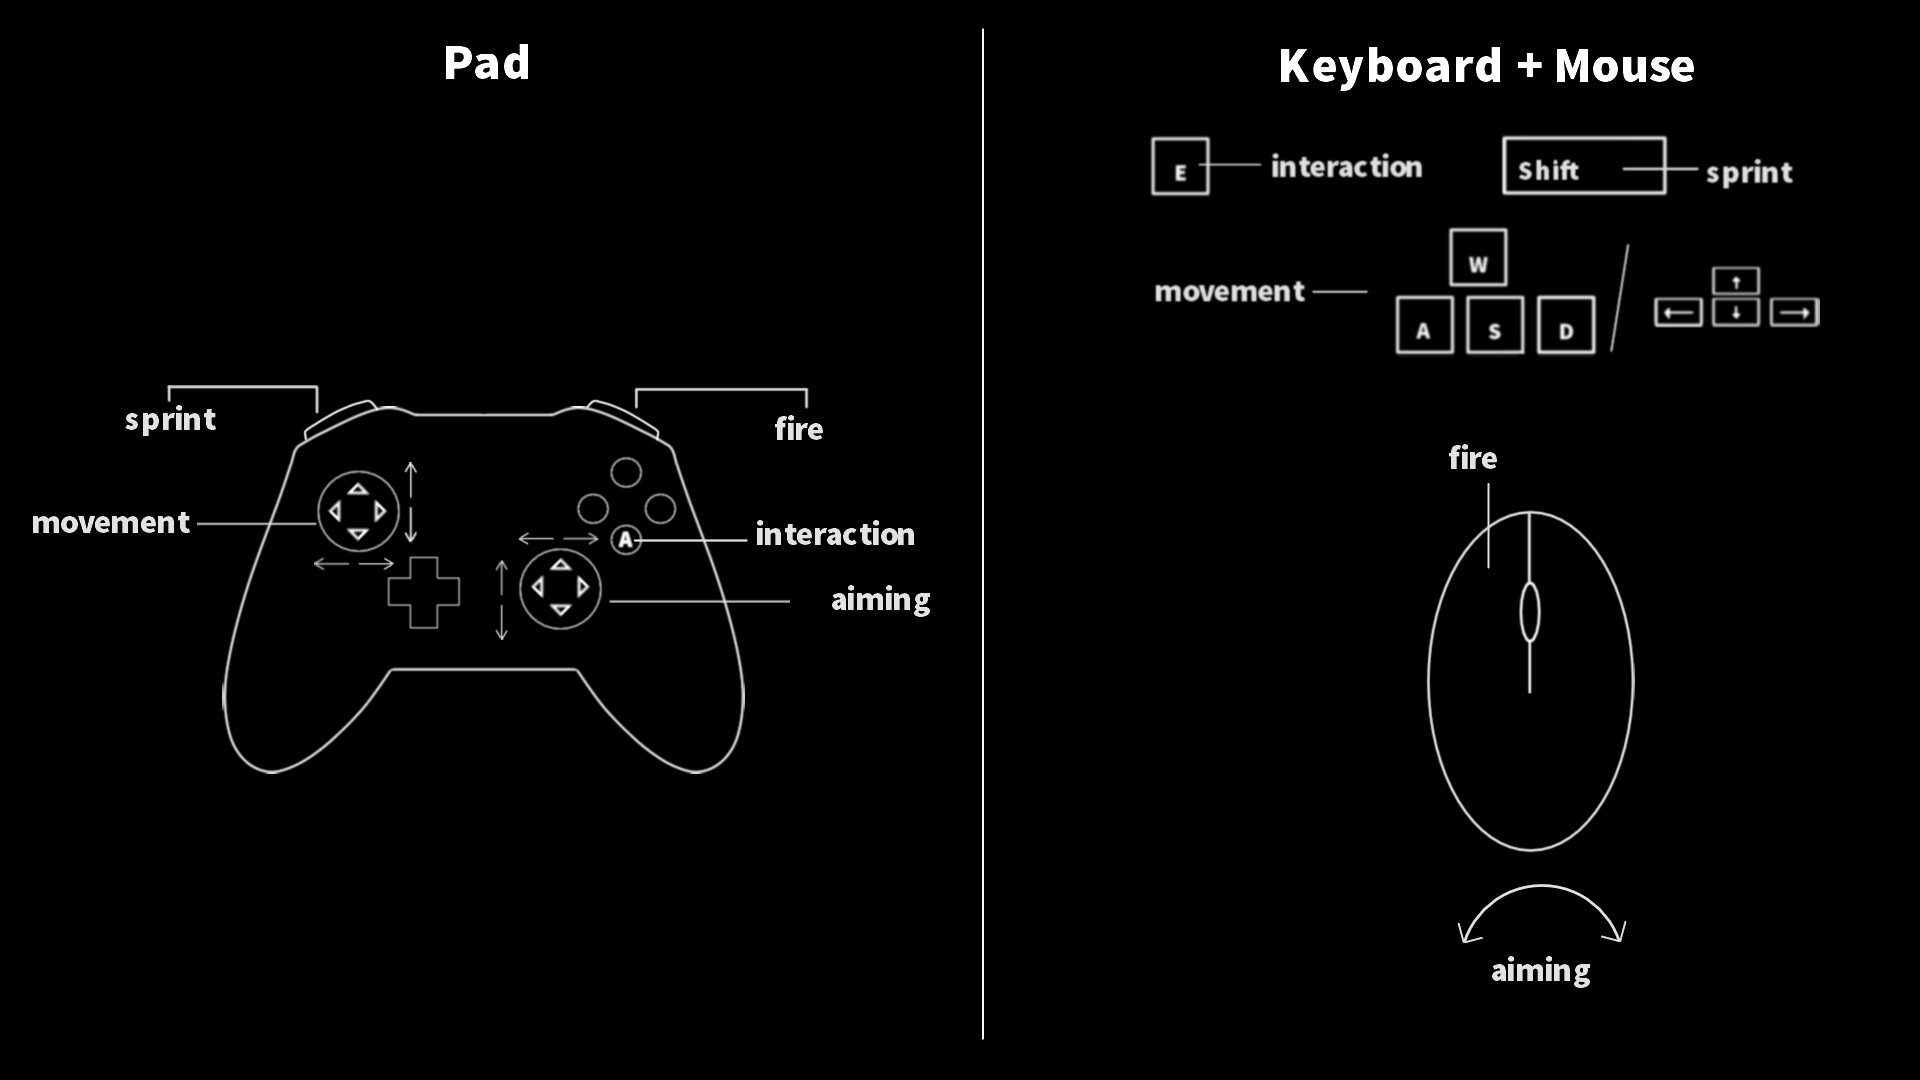 Pad
sprint
fire
movement
A
interaction
aiming
Keyboard + Mouse
E
interaction
Shift
sprint
movement
W
A S D
↑
← ↓ →
fire
aiming